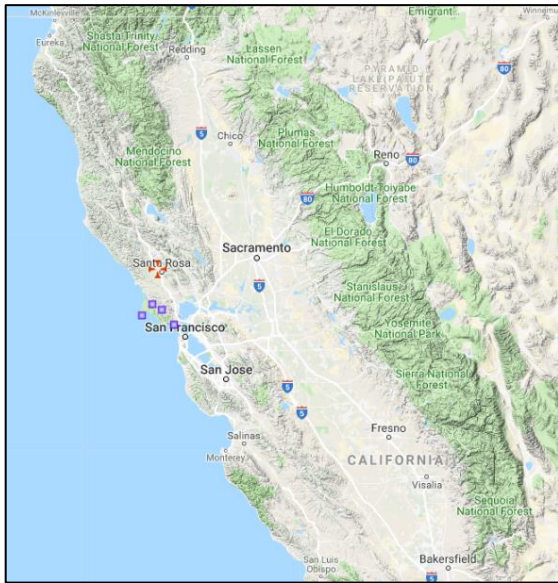 McKinleyville
Eureka
Shasta-Trinity
National Forest
Redding
Lassen
National Forest
Emigrant...
PYRAMID
LAKE PAIUTE
RESERVATION
80
5
Chico
Plumas
National Forest
Mendocino
National Forest
Reno
80
80
Humboldt-Toiyabe
National Forest
El Dorado
National Forest
Sacramento
Santa Rosa
5
Stanislaus
National Forest
San Francisco
Yosemite
National Park
San Jose
Sierra National
Forest
5
5
Fresno
Salinas
Monterey
CALIFORNIA
Visalia
Sequoia
National Forest
San Luis
Obispo
Bakersfield
5